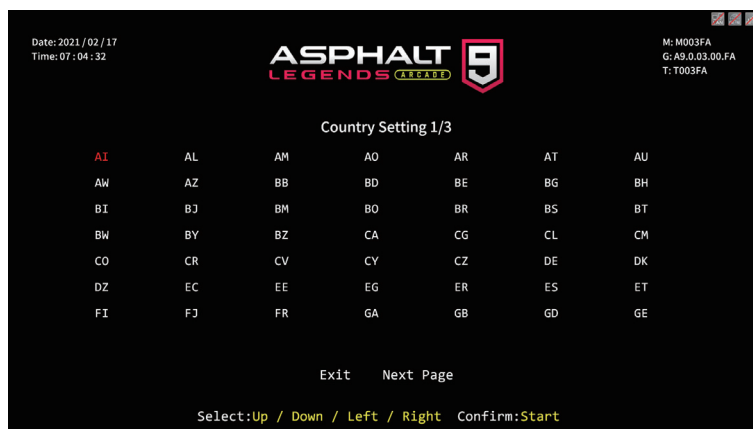 Date: 2021 / 02 / 17
Time: 07 : 04 : 32
ASPHALT 9
LEGENDS ARCADE
M: M003FA
G: A9.0.03.00.FA
T: T003FA
Country Setting 1/3
AI AL AM AO AR AT AU
AW AZ BB BD BE BG BH
BI BJ BM BO BR BS BT
BW BY BZ CA CG CL CM
CO CR CV CY CZ DE DK
DZ EC EE EG ER ES ET
FI FJ FR GA GB GD GE
Exit Next Page
Select:Up / Down / Left / Right Confirm:Start